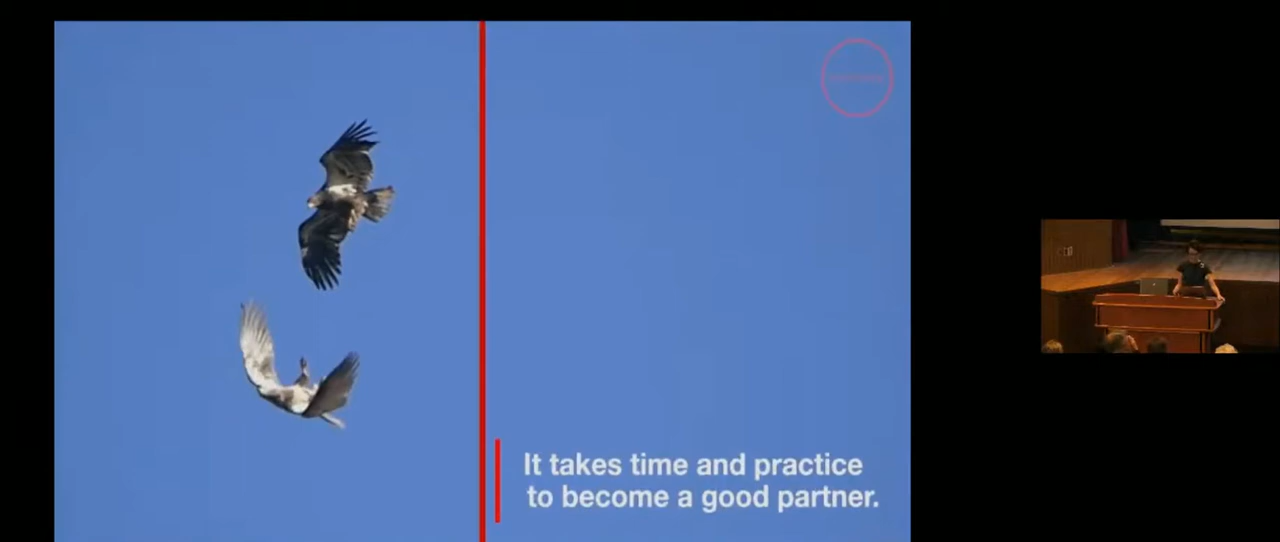 It takes time and practice
to become a good partner.